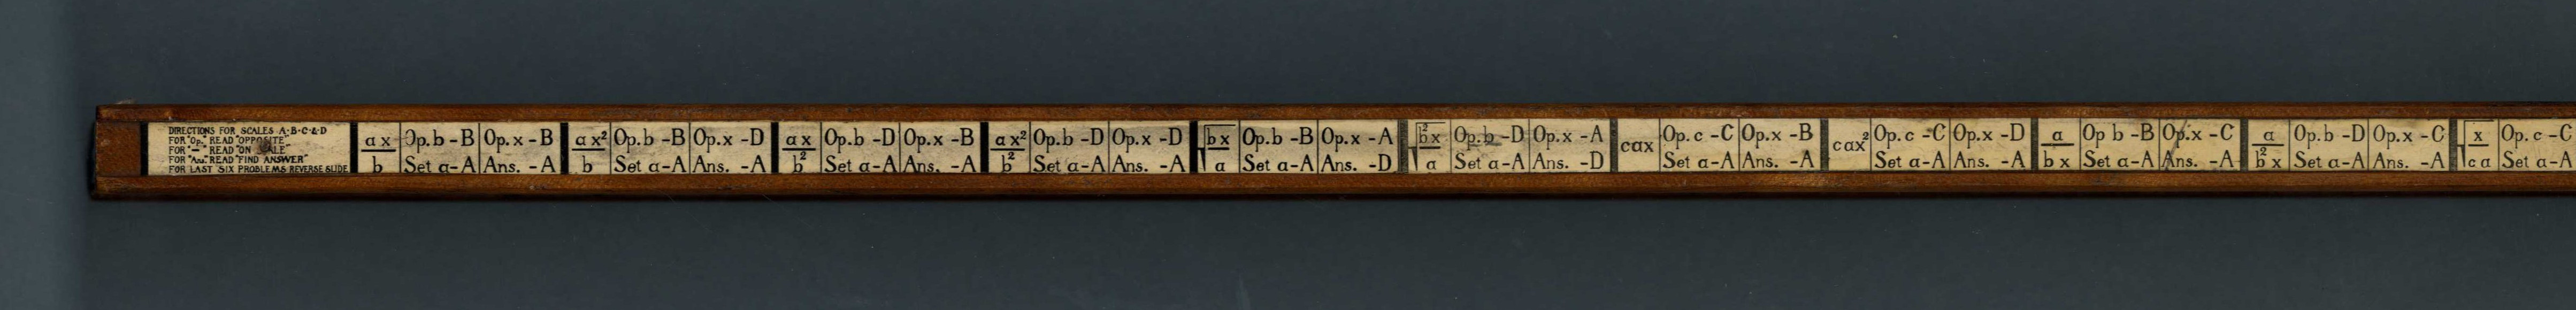 DIRECTIONS FOR SCALES A·B·C·&·D
FOR "Op." READ "OPPOSITE"
FOR "—" READ "ON SCALE"
FOR "Ans." READ "FIND ANSWER"
FOR LAST SIX PROBLEMS REVERSE SLIDE
ax/b
Op. b -B Op. x -B
Set a-A Ans. -A
ax²/b
Op. b -B Op. x -D
Set a-A Ans. -A
ax/b²
Op. b -D Op. x -B
Set a-A Ans. -A
ax²/b²
Op. b -D Op. x -D
Set a-A Ans. -A
√bx/a
Op. b -B Op. x -A
Set a-A Ans. -D
√b²x/a
Op. b -D Op. x -A
Set a-A Ans. -D
cax
Op. c -C Op. x -B
Set a-A Ans. -A
cax²
Op. c -C Op. x -D
Set a-A Ans. -A
a/bx
Op b -B Op. x -C
Set a-A Ans. -A
a/b²x
Op. b -D Op. x -C
Set a-A Ans. -A
√x/ca
Op. c -C
Set a-A